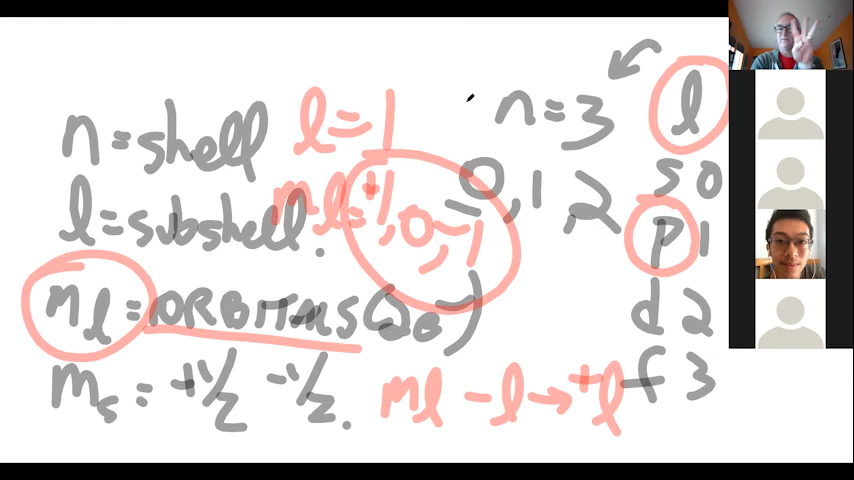 n=shell
l=subshell.
ml=ORBITALS(2e⁻)
ms=+1/2 -1/2.
l=1
ml=+1,0,-1
ml -l→+l
n=3
0,1,2
l
s 0
p 1
d 2
f 3